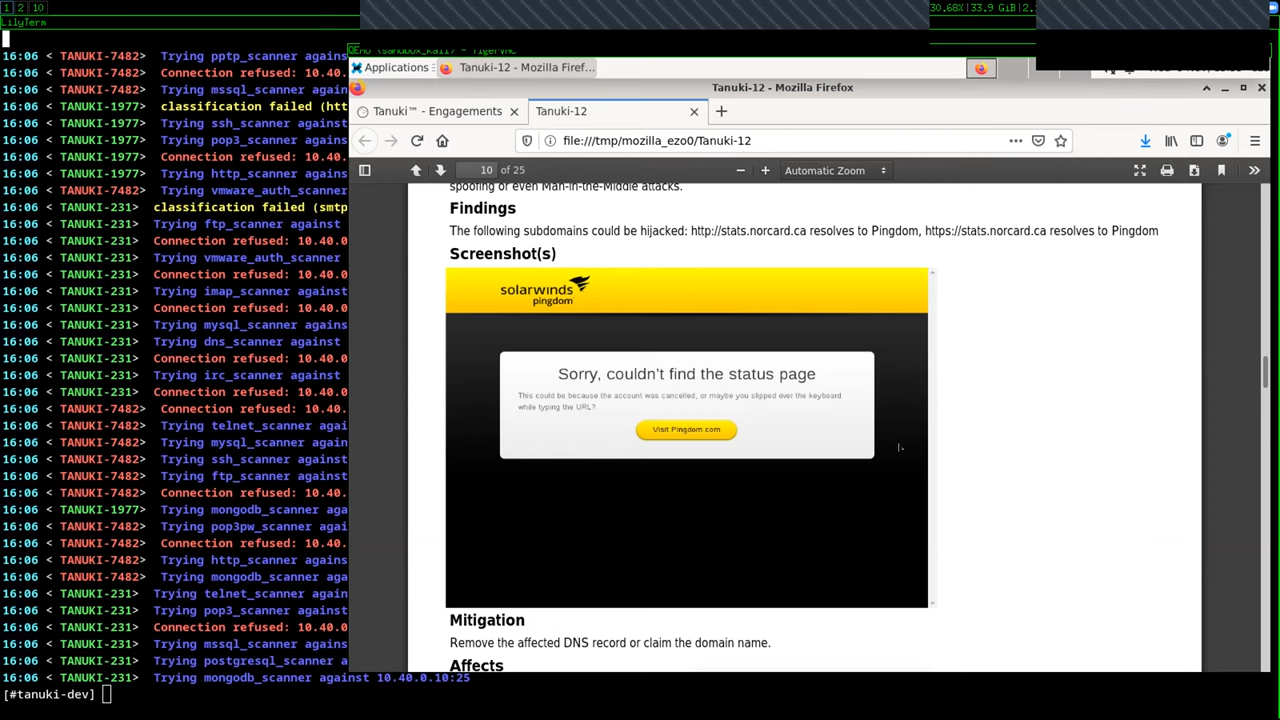 1 2 10
30.68%|33.9 GiB|2.
LilyTerm
16:06 < TANUKI-7482> Trying pptp_scanner against
16:06 < TANUKI-7482> Connection refused: 10.40.
16:06 < TANUKI-7482> Trying mssql_scanner against
16:06 < TANUKI-1977> classification failed (htt
16:06 < TANUKI-1977> Trying ssh_scanner against
16:06 < TANUKI-1977> Trying pop3_scanner against
16:06 < TANUKI-1977> Connection refused: 10.40.
16:06 < TANUKI-1977> Trying http_scanner against
16:06 < TANUKI-7482> Trying vmware_auth_scanner
16:06 < TANUKI-231> classification failed (smtp
16:06 < TANUKI-231> Trying ftp_scanner against
16:06 < TANUKI-231> Connection refused: 10.40.0
16:06 < TANUKI-231> Trying vmware_auth_scanner
16:06 < TANUKI-231> Connection refused: 10.40.0
16:06 < TANUKI-231> Trying imap_scanner against
16:06 < TANUKI-231> Connection refused: 10.40.0
16:06 < TANUKI-231> Trying mysql_scanner against
16:06 < TANUKI-231> Trying dns_scanner against
16:06 < TANUKI-231> Connection refused: 10.40.0
16:06 < TANUKI-231> Trying irc_scanner against
16:06 < TANUKI-231> Connection refused: 10.40.0
16:06 < TANUKI-7482> Connection refused: 10.40.
16:06 < TANUKI-7482> Trying telnet_scanner against
16:06 < TANUKI-7482> Trying mysql_scanner against
16:06 < TANUKI-7482> Trying ssh_scanner against
16:06 < TANUKI-7482> Trying ftp_scanner against
16:06 < TANUKI-7482> Connection refused: 10.40.
16:06 < TANUKI-1977> Trying mongodb_scanner aga
16:06 < TANUKI-7482> Trying pop3pw_scanner agai
16:06 < TANUKI-7482> Connection refused: 10.40.
16:06 < TANUKI-7482> Trying http_scanner against
16:06 < TANUKI-7482> Trying mongodb_scanner aga
16:06 < TANUKI-231> Trying telnet_scanner again
16:06 < TANUKI-231> Trying pop3_scanner against
16:06 < TANUKI-231> Connection refused: 10.40.0
16:06 < TANUKI-231> Trying mssql_scanner against
16:06 < TANUKI-231> Trying postgresql_scanner a
16:06 < TANUKI-231> Trying mongodb_scanner against 10.40.0.10:25
[#tanuki-dev]
Applications
Tanuki-12 - Mozilla Firef...
Tanuki-12 - Mozilla Firefox
Tanuki™ - Engagements
Tanuki-12
file:///tmp/mozilla_ezo0/Tanuki-12
10 of 25
Automatic Zoom
spoofing or even Man-in-the-Middle attacks.
Findings
The following subdomains could be hijacked: http://stats.norcard.ca resolves to Pingdom, https://stats.norcard.ca resolves to Pingdom
Screenshot(s)
solarwinds
pingdom
Sorry, couldn't find the status page
This could be because the account was cancelled, or maybe you slipped over the keyboard
while typing the URL?
Visit Pingdom.com
Mitigation
Remove the affected DNS record or claim the domain name.
Affects